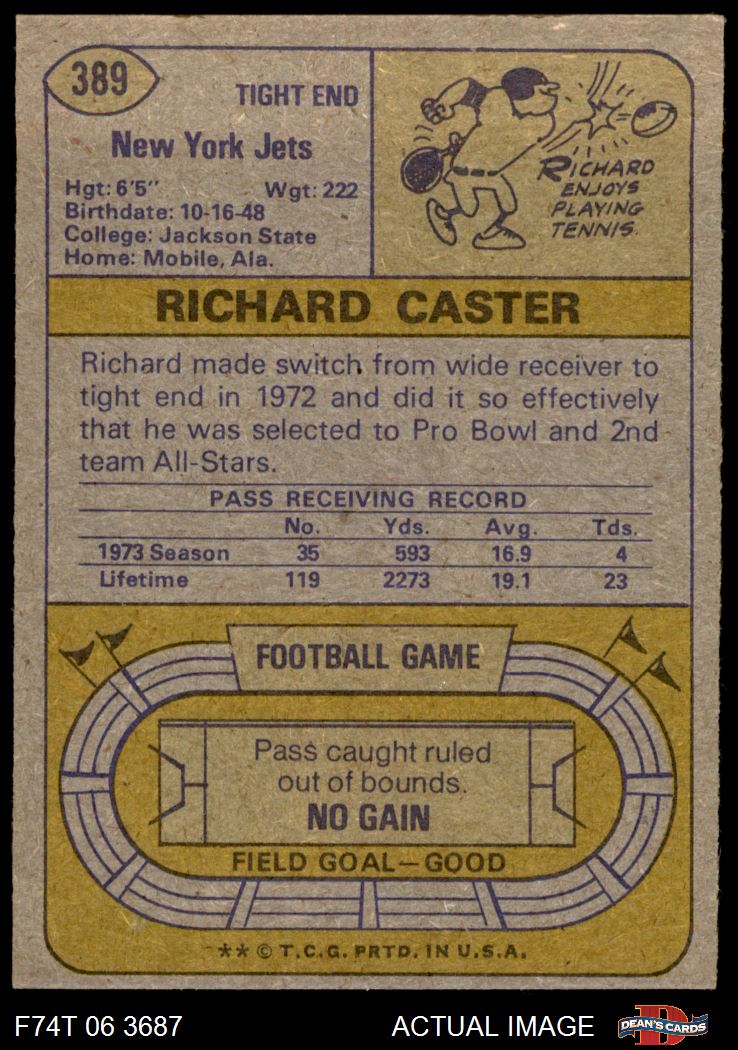 389
TIGHT END
New York Jets
Hgt: 6'5" Wgt: 222
Birthdate: 10-16-48
College: Jackson State
Home: Mobile, Ala.
RICHARD
ENJOYS
PLAYING
TENNIS.
RICHARD CASTER
Richard made switch from wide receiver to
tight end in 1972 and did it so effectively
that he was selected to Pro Bowl and 2nd
team All-Stars.
PASS RECEIVING RECORD
No. Yds. Avg. Tds.
1973 Season 35 593 16.9 4
Lifetime 119 2273 19.1 23
FOOTBALL GAME
Pass caught ruled
out of bounds.
NO GAIN
FIELD GOAL—GOOD
** © T.C.G. PRTD. IN U.S.A.
F74T 06 3687 ACTUAL IMAGE
D
DEAN'S CARDS